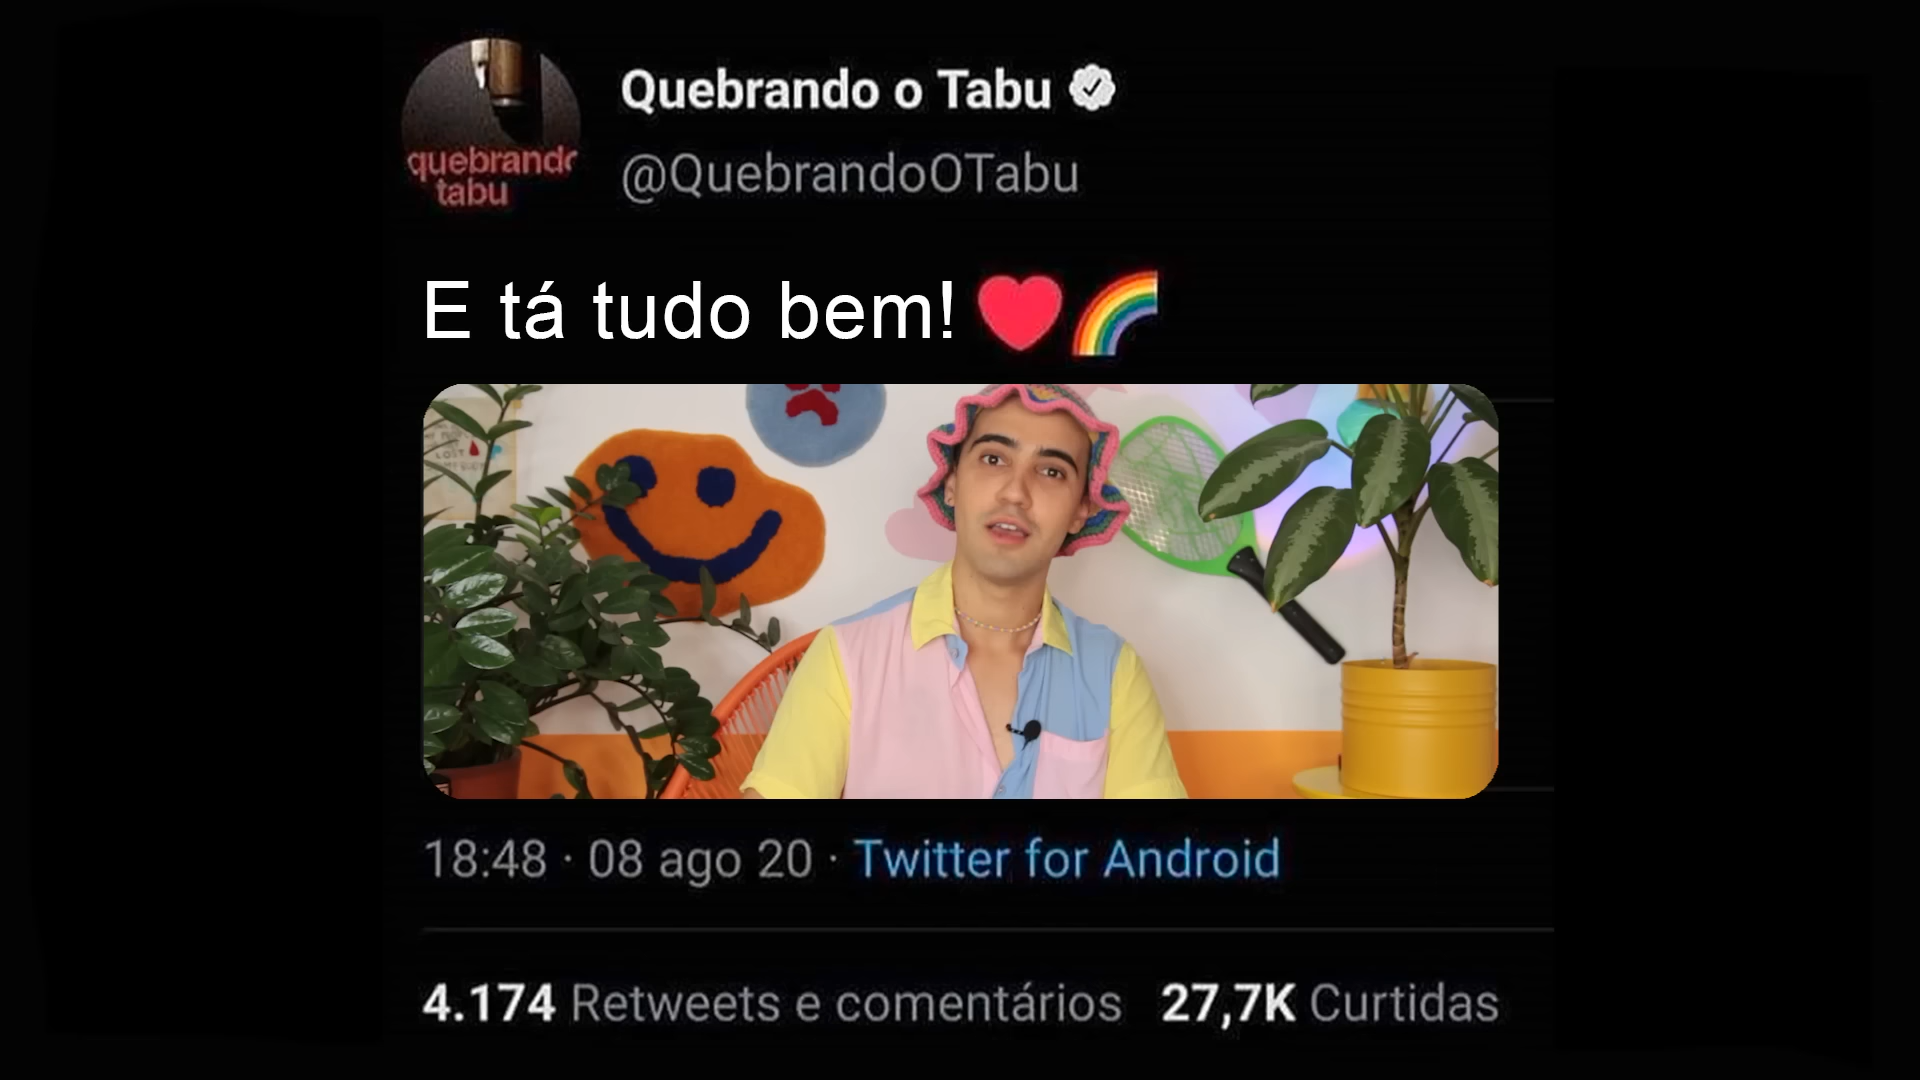 quebrando
tabu
Quebrando o Tabu
@QuebrandoOTabu
E tá tudo bem! ❤️🌈
LOST
18:48 · 08 ago 20 · Twitter for Android
4.174 Retweets e comentários 27,7K Curtidas